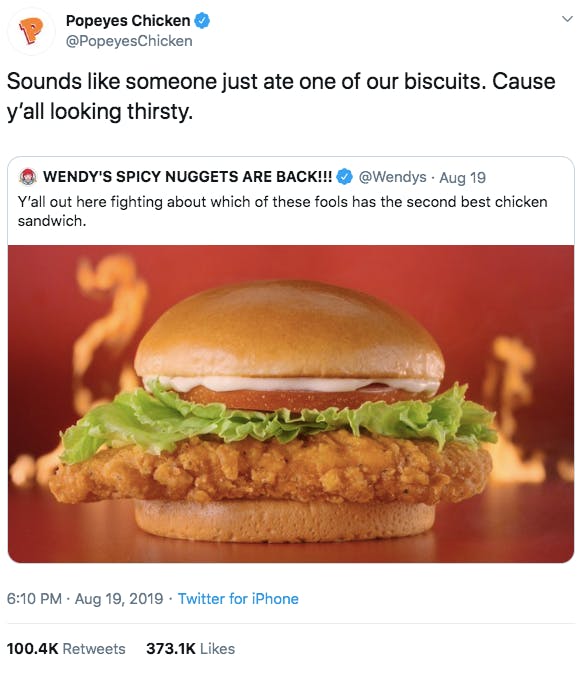 Popeyes Chicken
@PopeyesChicken
Sounds like someone just ate one of our biscuits. Cause
y'all looking thirsty.
WENDY'S SPICY NUGGETS ARE BACK!!! @Wendys · Aug 19
Y'all out here fighting about which of these fools has the second best chicken
sandwich.
6:10 PM · Aug 19, 2019 · Twitter for iPhone
100.4K Retweets 373.1K Likes